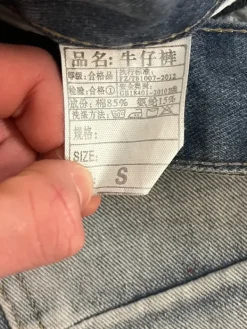 品名: 牛仔裤
等级: 合格品 执行标准: FZ/T81007-2012
检验: 合格① 安全类别: GB18401-2010B类
成份: 棉85% 氨纶15%
洗涤方法:
规格:
SIZE:
S